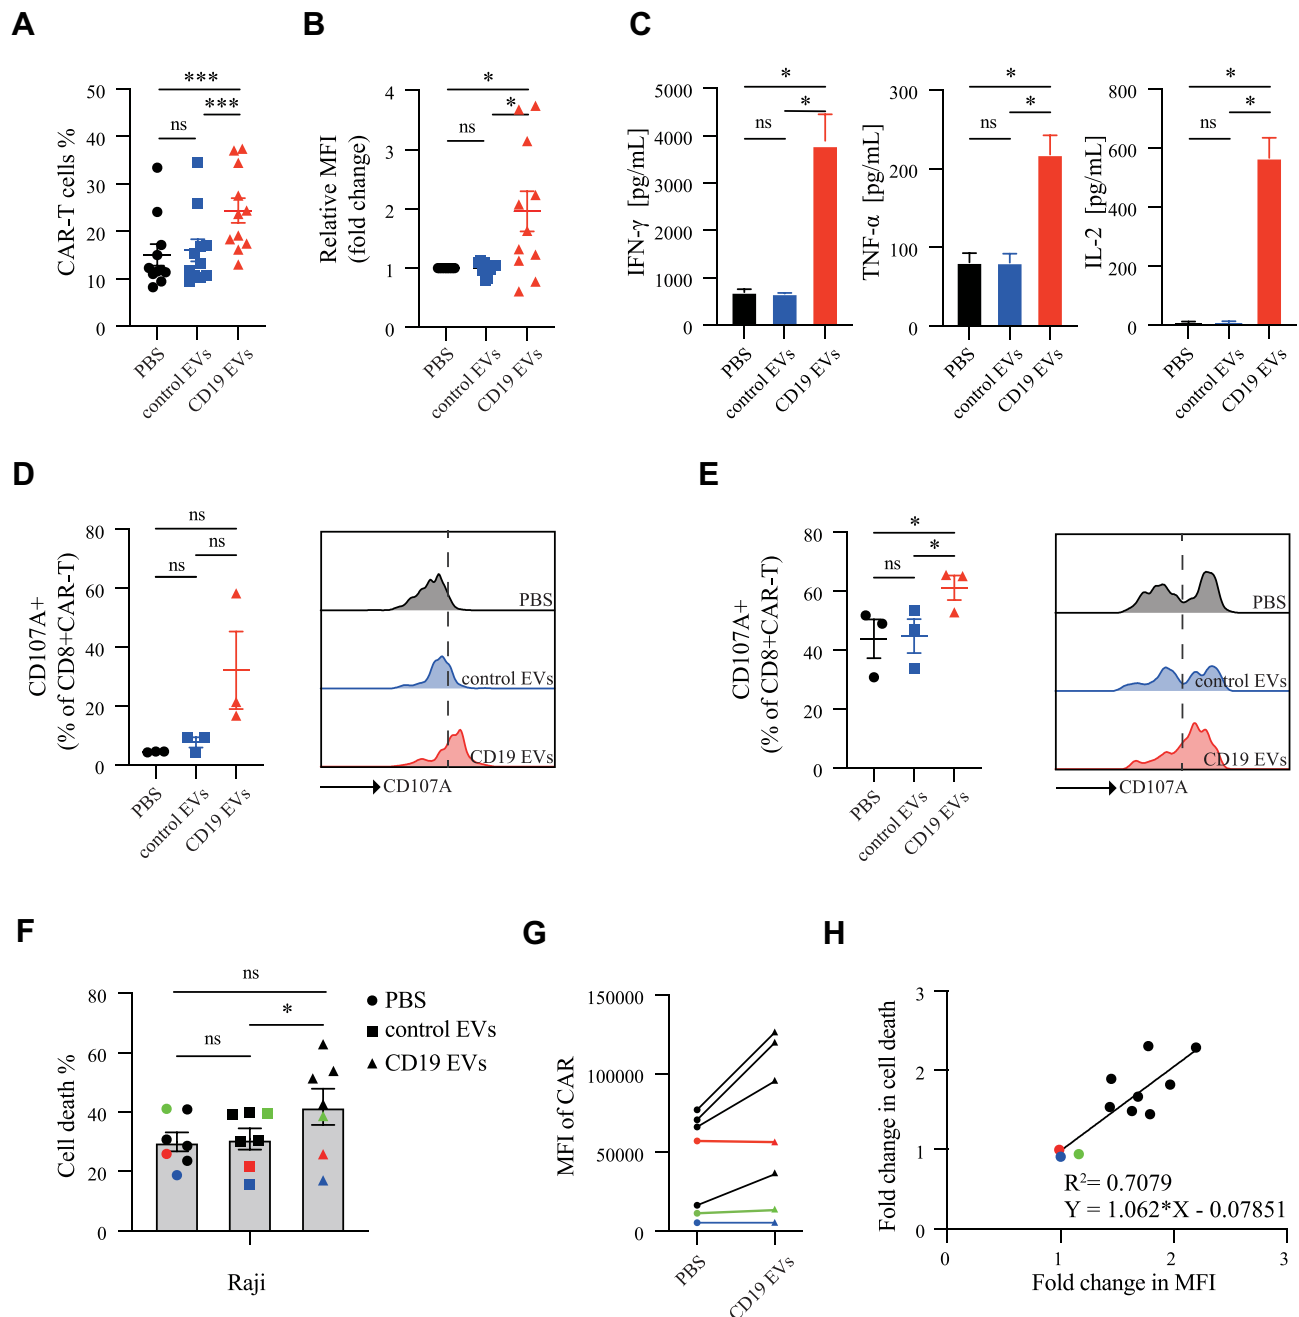 A
CAR-T cells %
50
40
30
20
10
0
***
***
ns
PBS
control EVs
CD19 EVs
B
Relative MFI
(fold change)
4
3
2
1
0
*
*
ns
PBS
control EVs
CD19 EVs
C
IFN-γ [pg/mL]
5000
4000
3000
2000
1000
0
*
*
ns
PBS
control EVs
CD19 EVs
TNF-α [pg/mL]
300
200
100
0
*
*
ns
PBS
control EVs
CD19 EVs
IL-2 [pg/mL]
800
600
400
200
0
*
*
ns
PBS
control EVs
CD19 EVs
D
CD107A+
(% of CD8+CAR-T)
80
60
40
20
0
ns
ns
ns
PBS
control EVs
CD19 EVs
PBS
control EVs
CD19 EVs
CD107A
E
CD107A+
(% of CD8+CAR-T)
80
60
40
20
0
*
*
ns
PBS
control EVs
CD19 EVs
PBS
control EVs
CD19 EVs
CD107A
F
Cell death %
80
60
40
20
0
ns
*
ns
Raji
PBS
control EVs
CD19 EVs
G
MFI of CAR
150000
100000
50000
0
PBS
CD19 EVs
H
Fold change in cell death
3
2
1
0
R²= 0.7079
Y = 1.062*X - 0.07851
0
1
2
3
Fold change in MFI